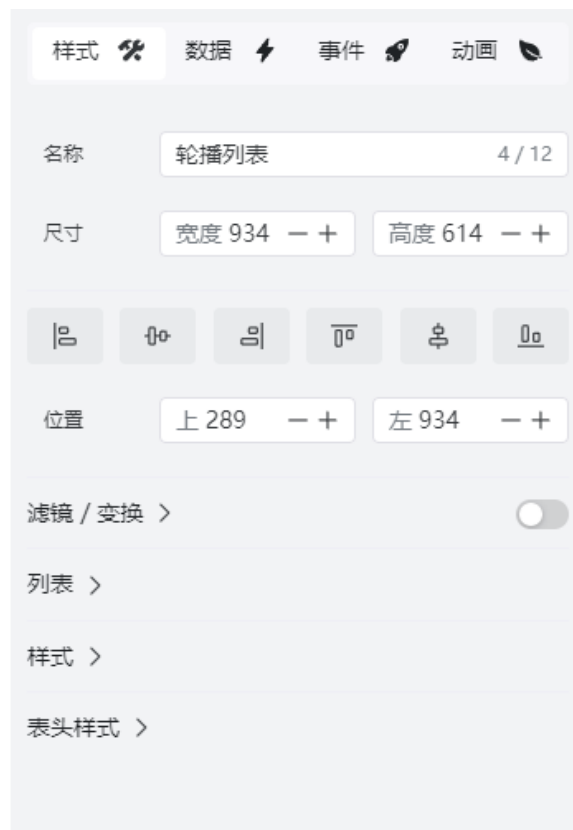 样式 数据 事件 动画
名称 轮播列表 4 / 12
尺寸 宽度 934 高度 614
位置 上 289 左 934
滤镜 / 变换
列表
样式
表头样式